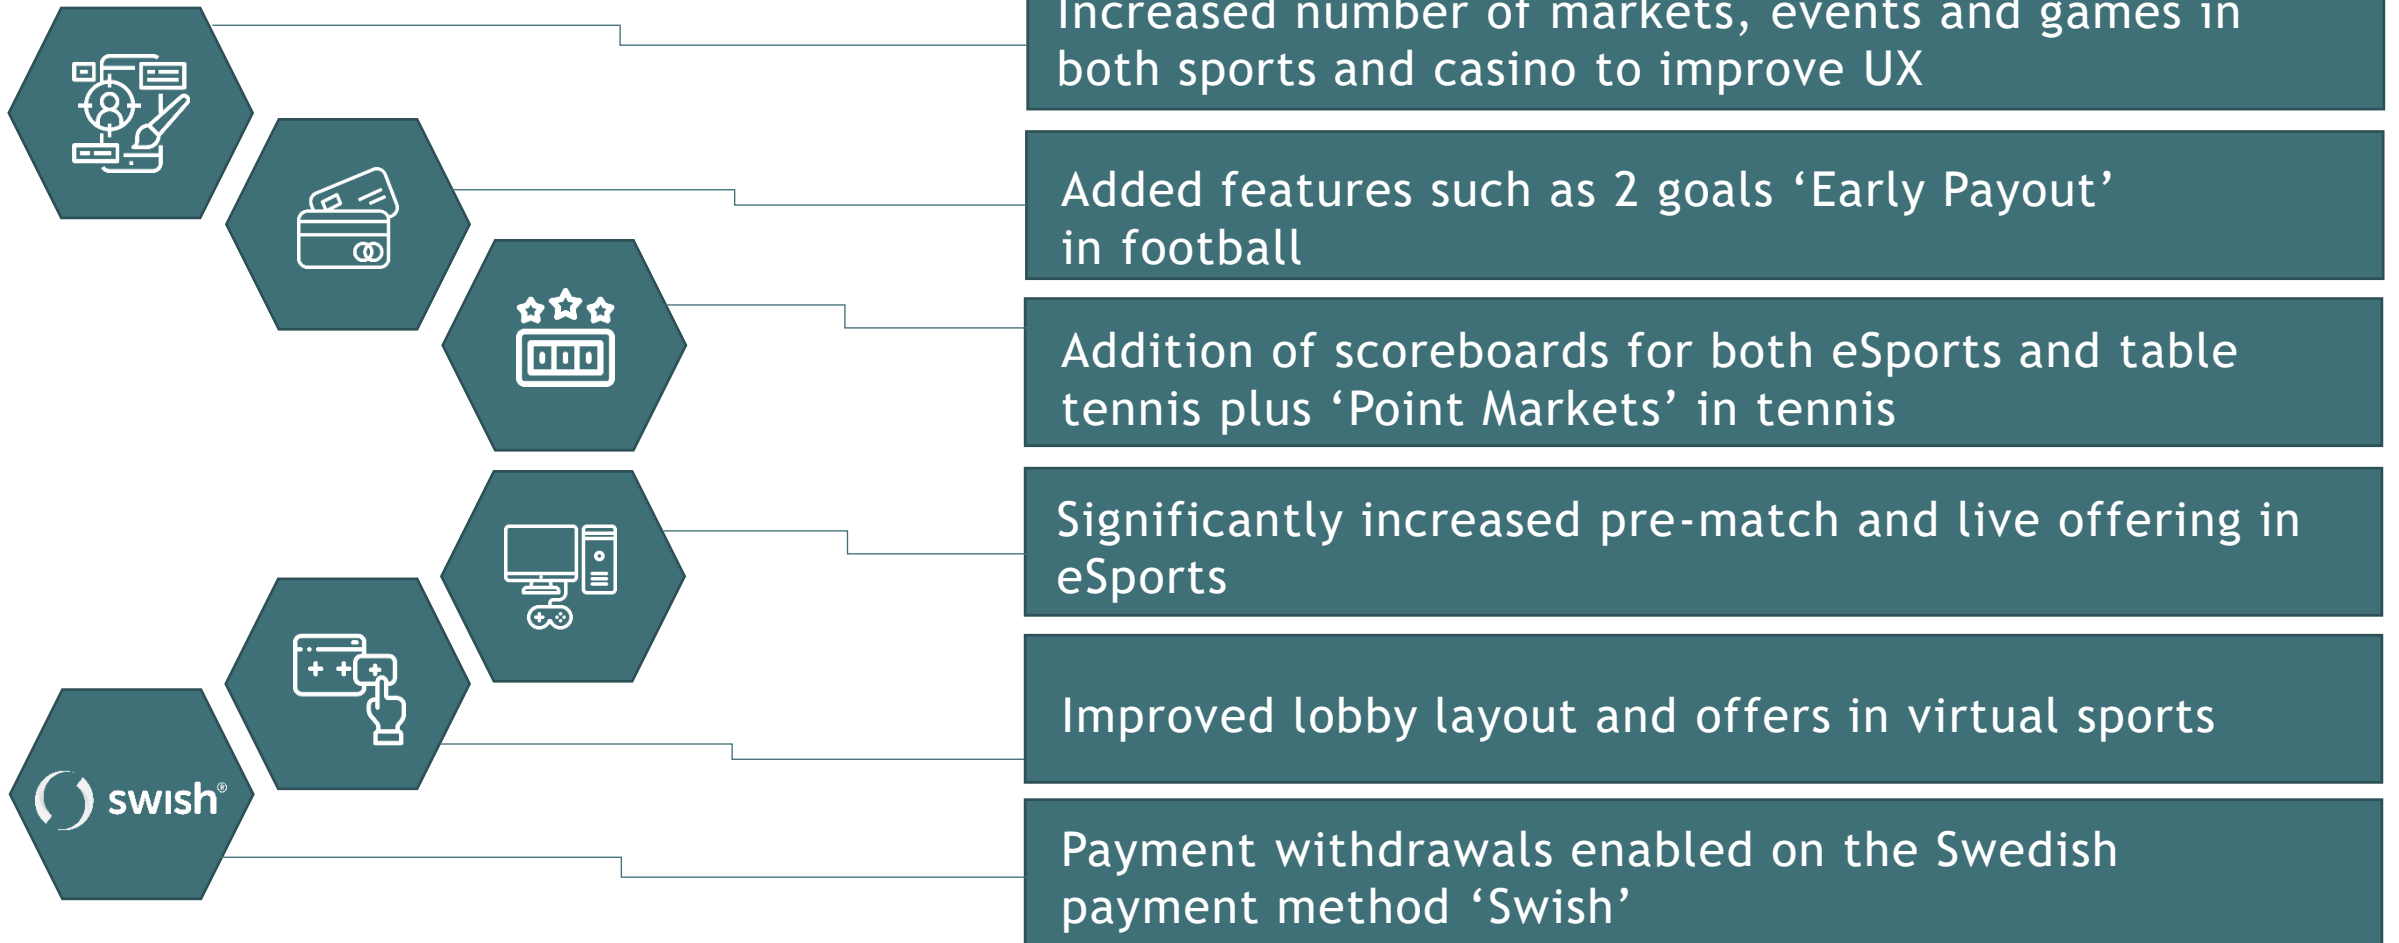 Increased number of markets, events and games in
both sports and casino to improve UX
Added features such as 2 goals ‘Early Payout’
in football
Addition of scoreboards for both eSports and table
tennis plus ‘Point Markets’ in tennis
Significantly increased pre-match and live offering in
eSports
Improved lobby layout and offers in virtual sports
swish®
Payment withdrawals enabled on the Swedish
payment method ‘Swish’